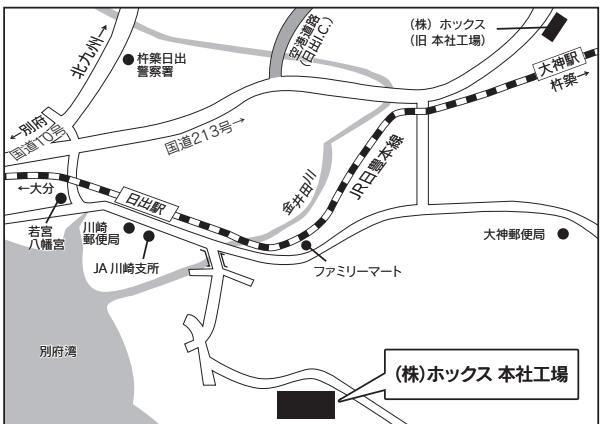 (株) ホックス
(旧 本社工場)
空港道路
(日出I.C.)
北九州→
杵築日出
警察署
大神駅
杵築→
←別府
国道10号
国道213号→
JR日豊本線
金井田川
←大分
日出駅
若宮
八幡宮
川崎
郵便局
JA 川崎支所
大神郵便局
ファミリーマート
別府湾
(株)ホックス 本社工場